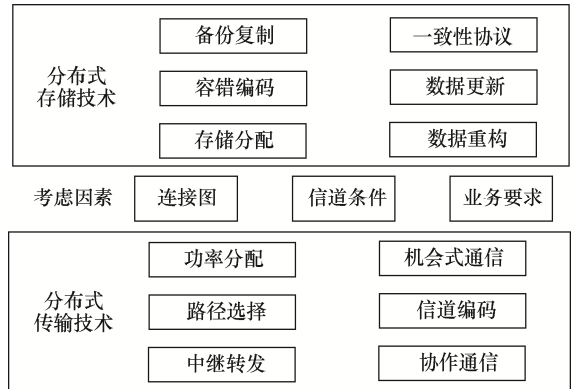 备份复制
一致性协议
分布式
存储技术
容错编码
数据更新
存储分配
数据重构
考虑因素
连接图
信道条件
业务要求
功率分配
机会式通信
分布式
传输技术
路径选择
信道编码
中继转发
协作通信